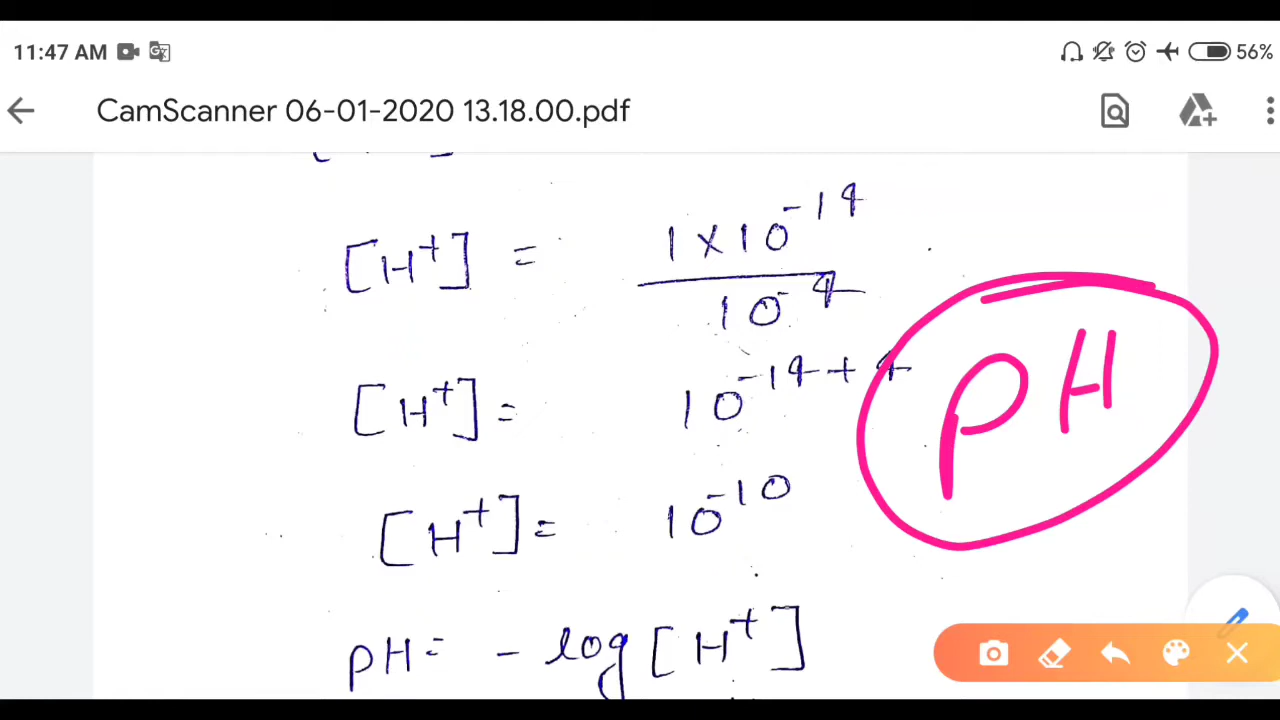 11:47 AM 56%
CamScanner 06-01-2020 13.18.00.pdf
[H⁺] = 1 × 10⁻¹⁴
10⁻⁴
[H⁺] = 10⁻¹⁴⁺⁴
[H⁺] = 10⁻¹⁰
pH
pH = - log [H⁺]